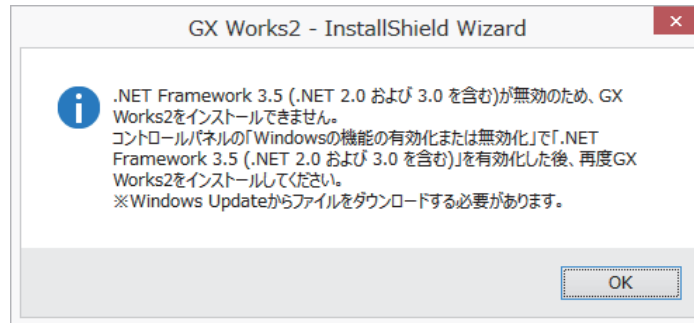 GX Works2 - InstallShield Wizard
.NET Framework 3.5 (.NET 2.0 および 3.0 を含む)が無効のため、GX
Works2をインストールできません。
コントロールパネルの「Windowsの機能の有効化または無効化」で「.NET
Framework 3.5 (.NET 2.0 および 3.0 を含む)」を有効化した後、再度GX
Works2をインストールしてください。
※Windows Updateからファイルをダウンロードする必要があります。
OK